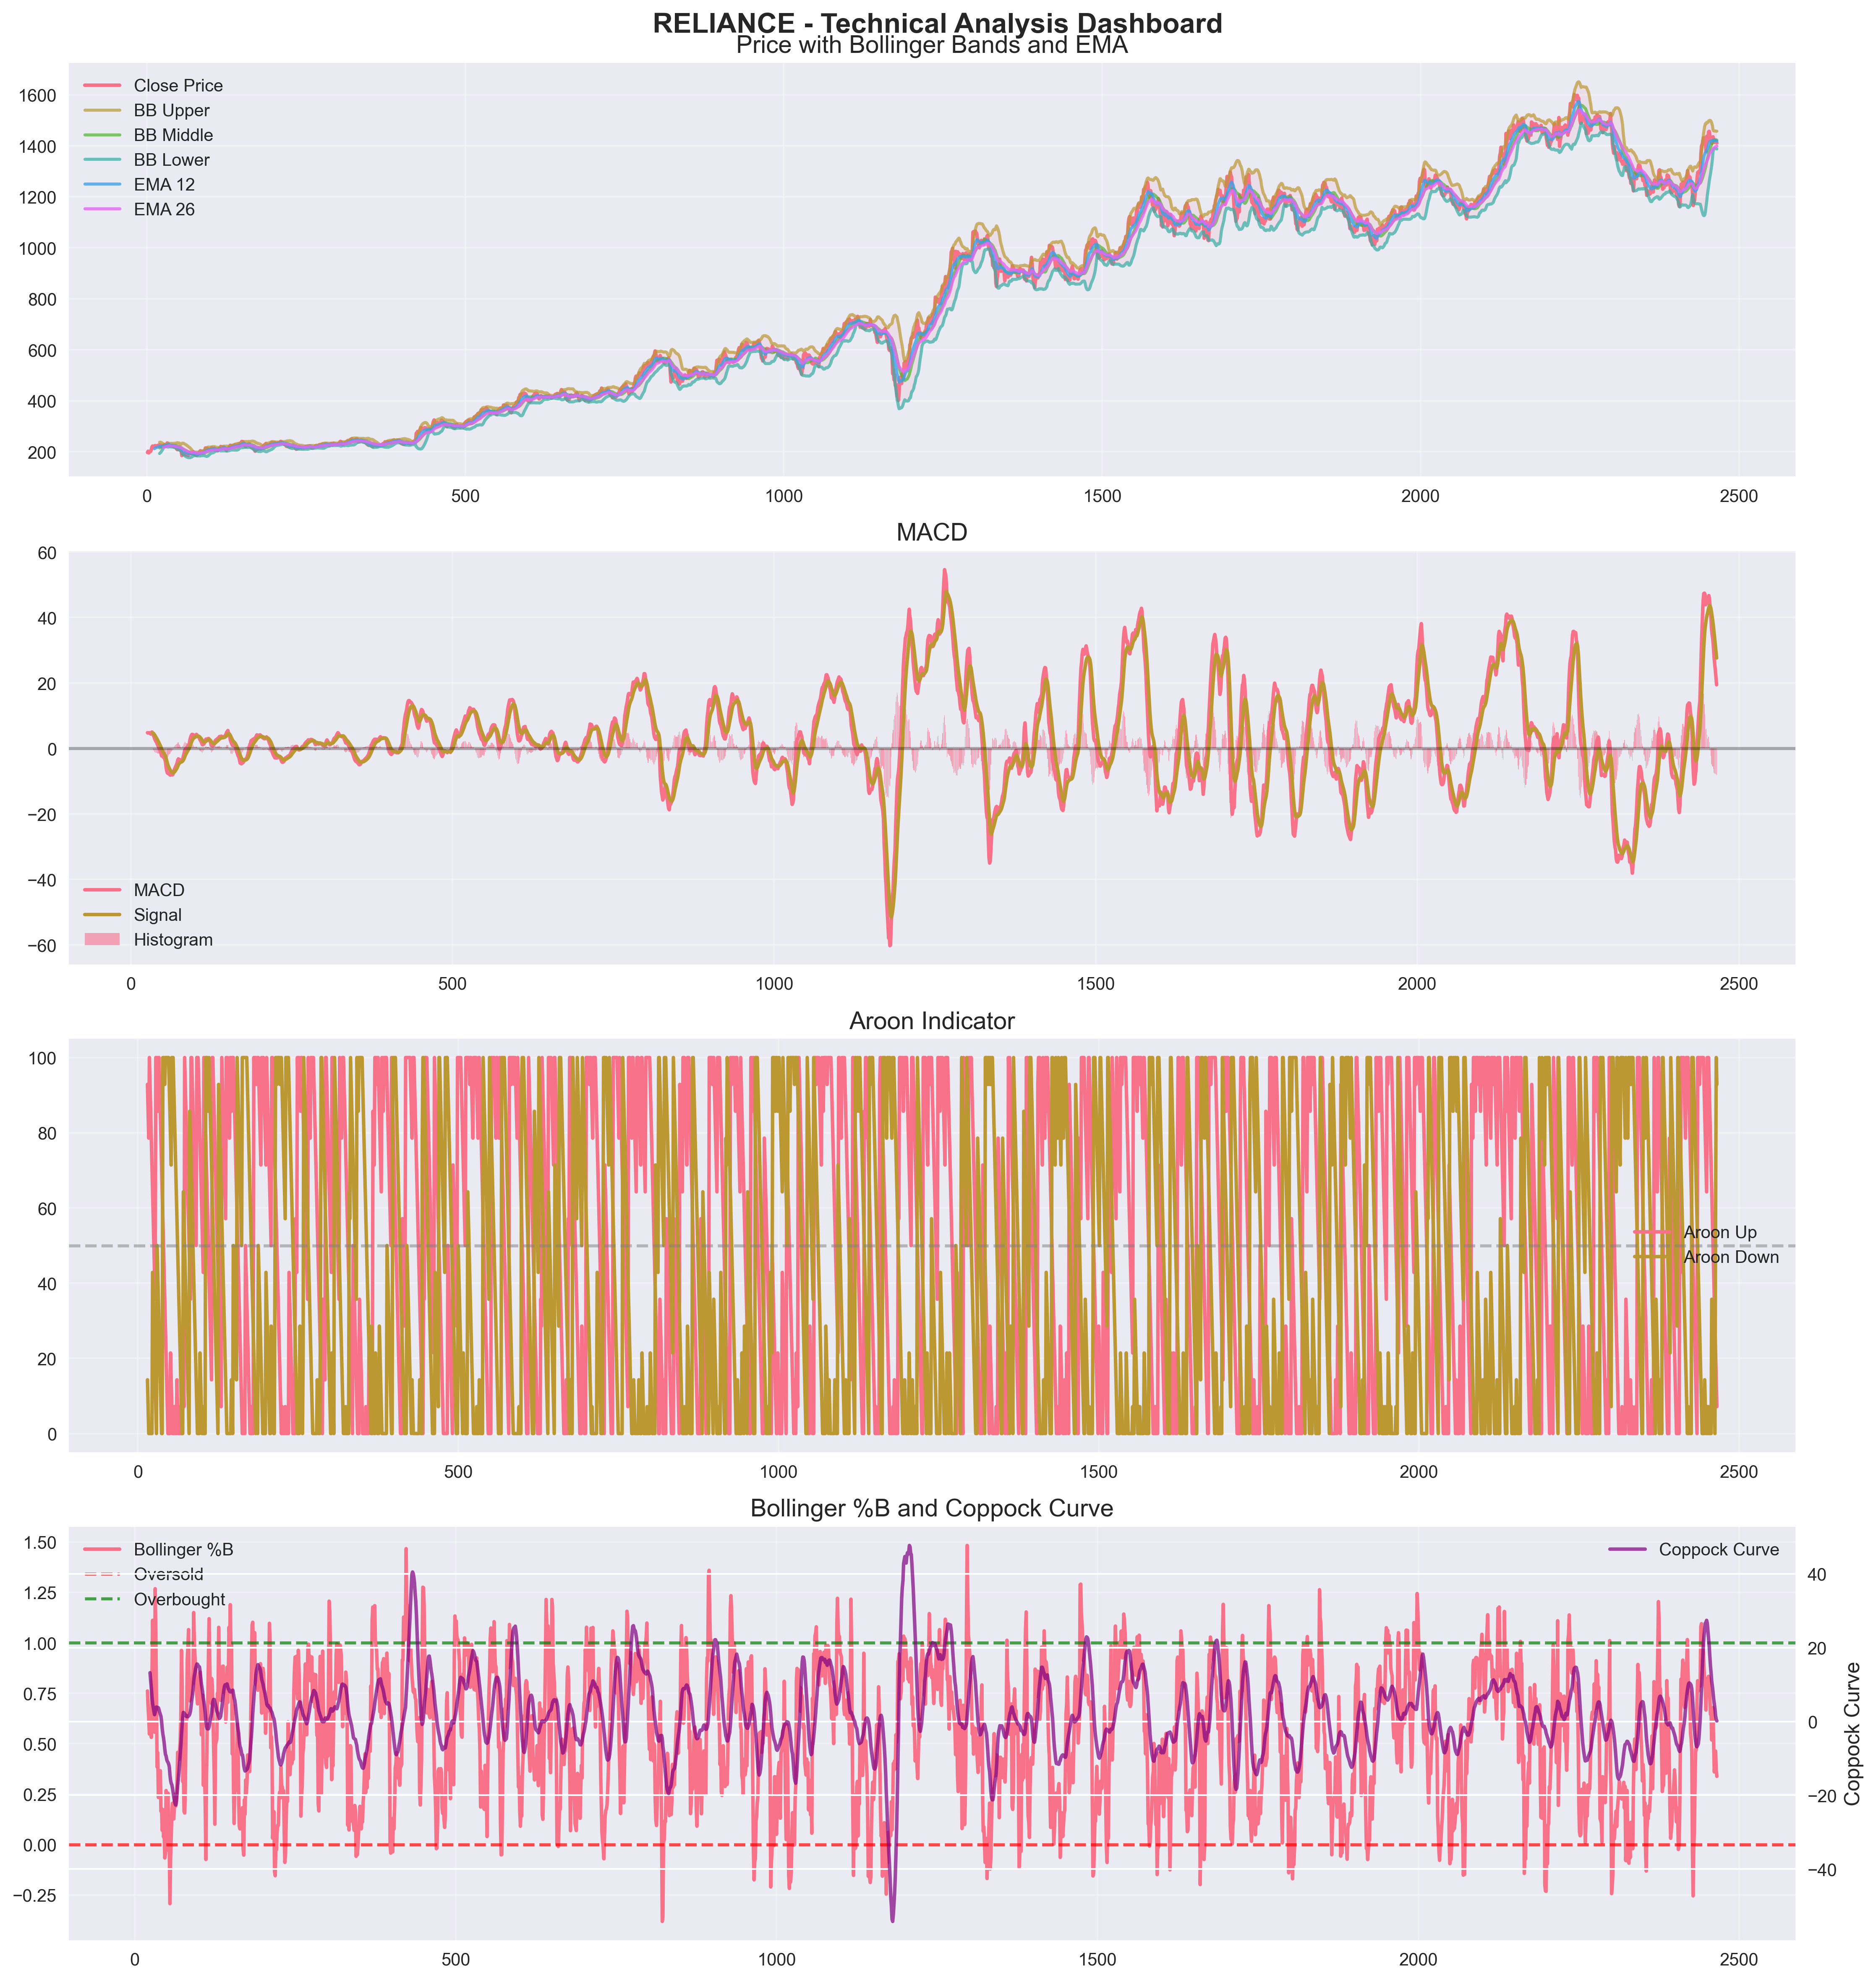 RELIANCE - Technical Analysis Dashboard
Price with Bollinger Bands and EMA
Close Price
BB Upper
BB Middle
BB Lower
EMA 12
EMA 26
1600
1400
1200
1000
800
600
400
200
0 500 1000 1500 2000 2500
MACD
60
40
20
0
−20
−40
−60
MACD
Signal
Histogram
0 500 1000 1500 2000 2500
Aroon Indicator
100
80
60
40
20
0
Aroon Up
Aroon Down
0 500 1000 1500 2000 2500
Bollinger %B and Coppock Curve
1.50
1.25
1.00
0.75
0.50
0.25
0.00
−0.25
Bollinger %B
Oversold
Overbought
Coppock Curve
40
20
0
−20
−40
Coppock Curve
0 500 1000 1500 2000 2500